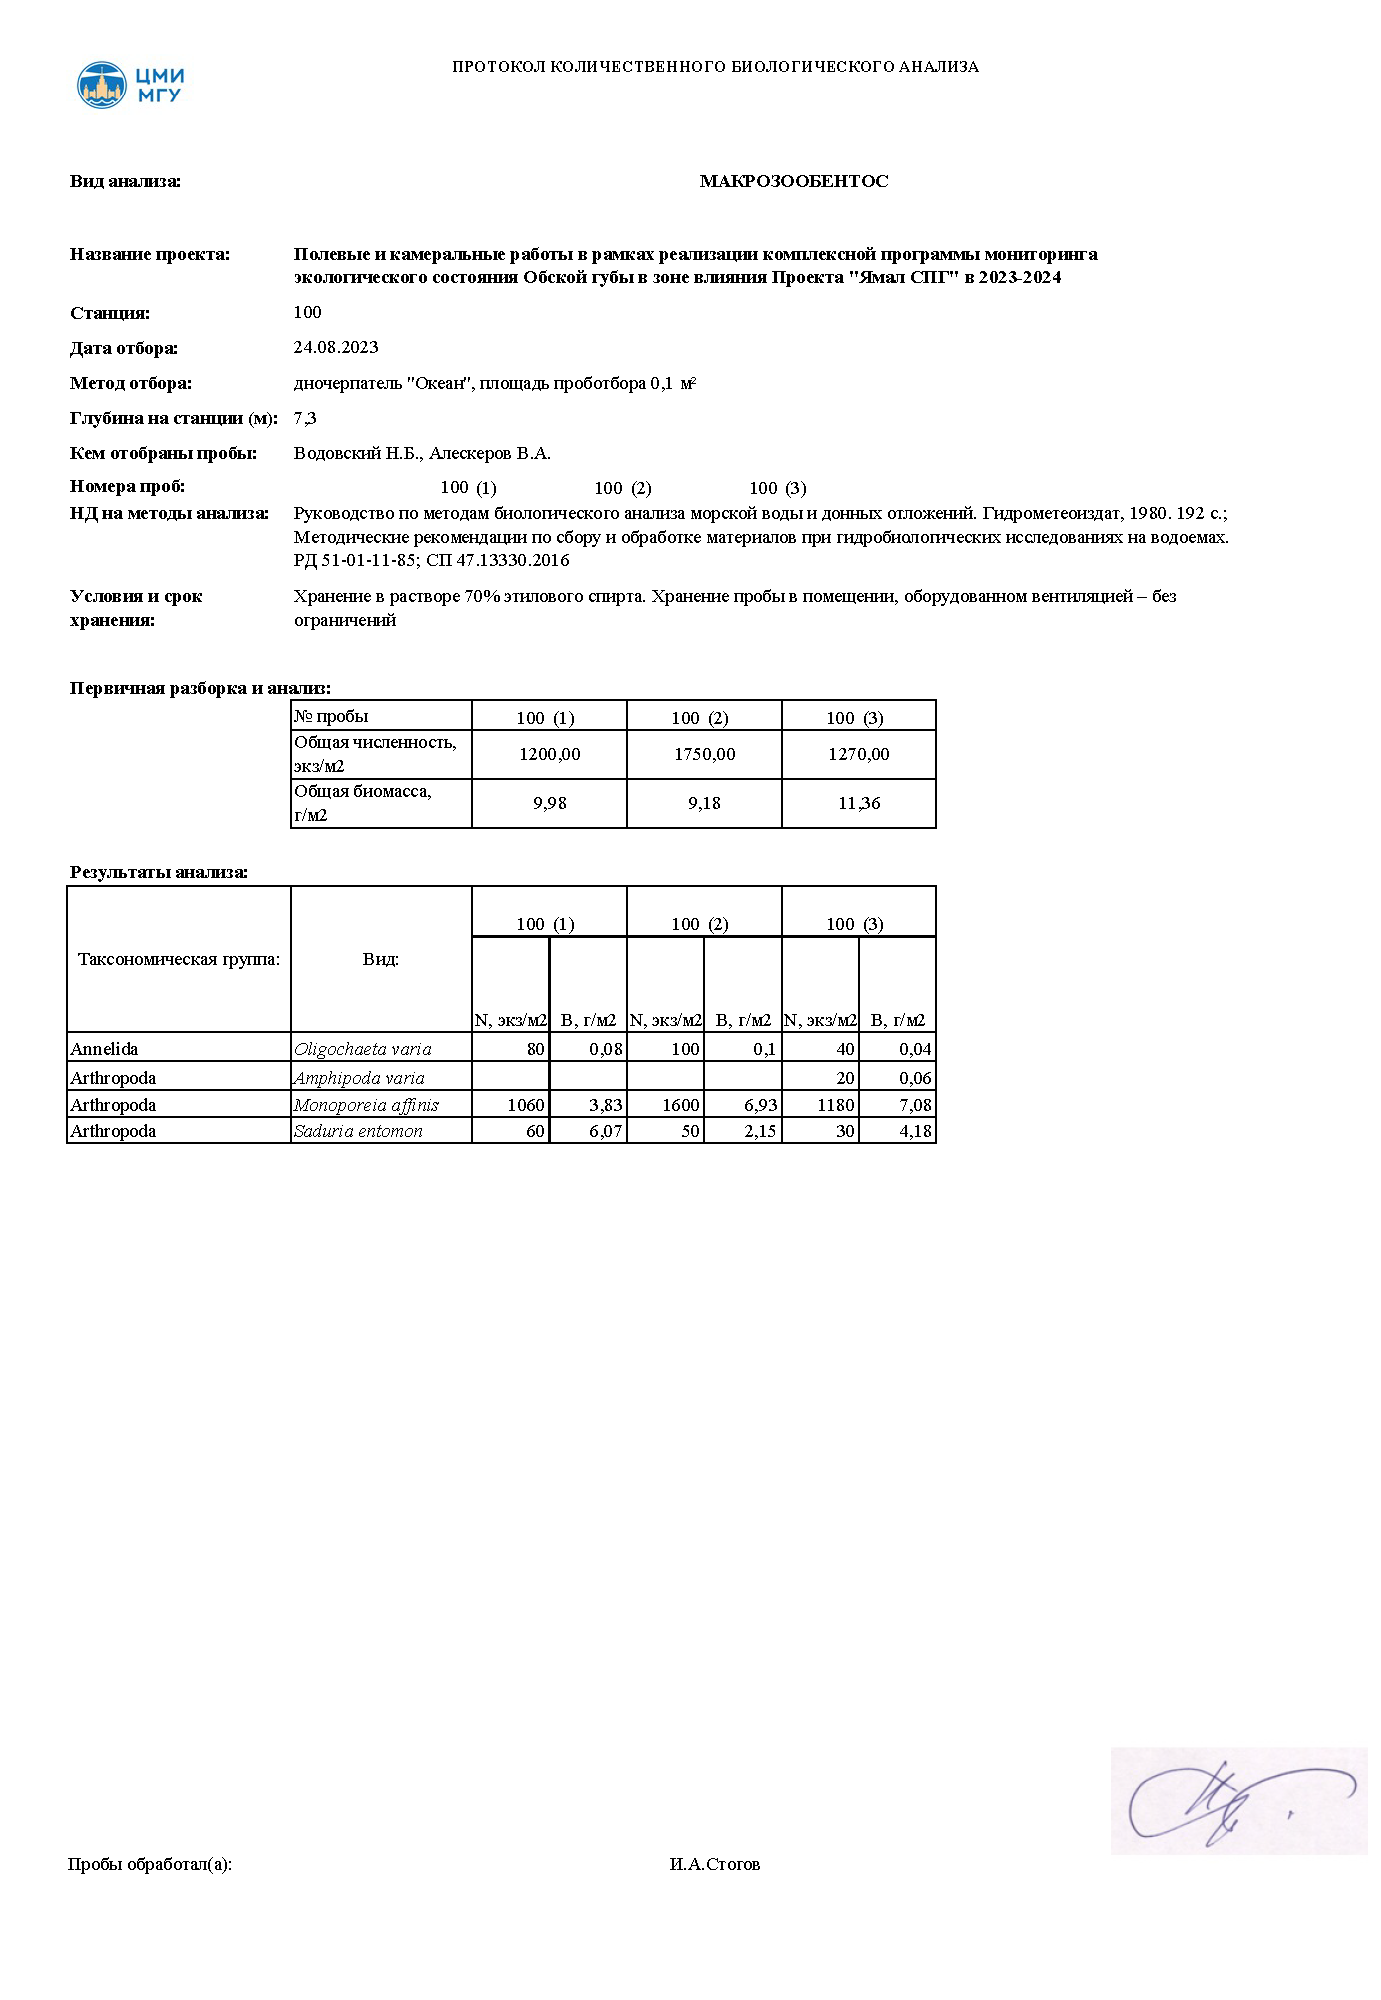 ЦМИ
МГУ
ПРОТОКОЛ КОЛИЧЕСТВЕННОГО БИОЛОГИЧЕСКОГО АНАЛИЗА
Вид анализа: МАКРОЗООБЕНТОС
Название проекта: Полевые и камеральные работы в рамках реализации комплексной программы мониторинга
экологического состояния Обской губы в зоне влияния Проекта "Ямал СПГ" в 2023-2024
Станция: 100
Дата отбора: 24.08.2023
Метод отбора: дночерпатель "Океан", площадь проботбора 0,1 м²
Глубина на станции (м): 7,3
Кем отобраны пробы: Водовский Н.Б., Алескеров В.А.
Номера проб: 100 (1) 100 (2) 100 (3)
НД на методы анализа: Руководство по методам биологического анализа морской воды и донных отложений. Гидрометеоиздат, 1980. 192 с.;
Методические рекомендации по сбору и обработке материалов при гидробиологических исследованиях на водоемах.
РД 51-01-11-85; СП 47.13330.2016
Условия и срок Хранение в растворе 70% этилового спирта. Хранение пробы в помещении, оборудованном вентиляцией – без
хранения: ограничений
Первичная разборка и анализ:
№ пробы 100 (1) 100 (2) 100 (3)
Общая численность,
экз/м2 1200,00 1750,00 1270,00
Общая биомасса,
г/м2 9,98 9,18 11,36
Результаты анализа:
100 (1) 100 (2) 100 (3)
Таксономическая группа: Вид:
N, экз/м2 B, г/м2 N, экз/м2 B, г/м2 N, экз/м2 B, г/м2
Annelida Oligochaeta varia 80 0,08 100 0,1 40 0,04
Arthropoda Amphipoda varia 20 0,06
Arthropoda Monoporeia affinis 1060 3,83 1600 6,93 1180 7,08
Arthropoda Saduria entomon 60 6,07 50 2,15 30 4,18
Пробы обработал(а): И.А.Стогов